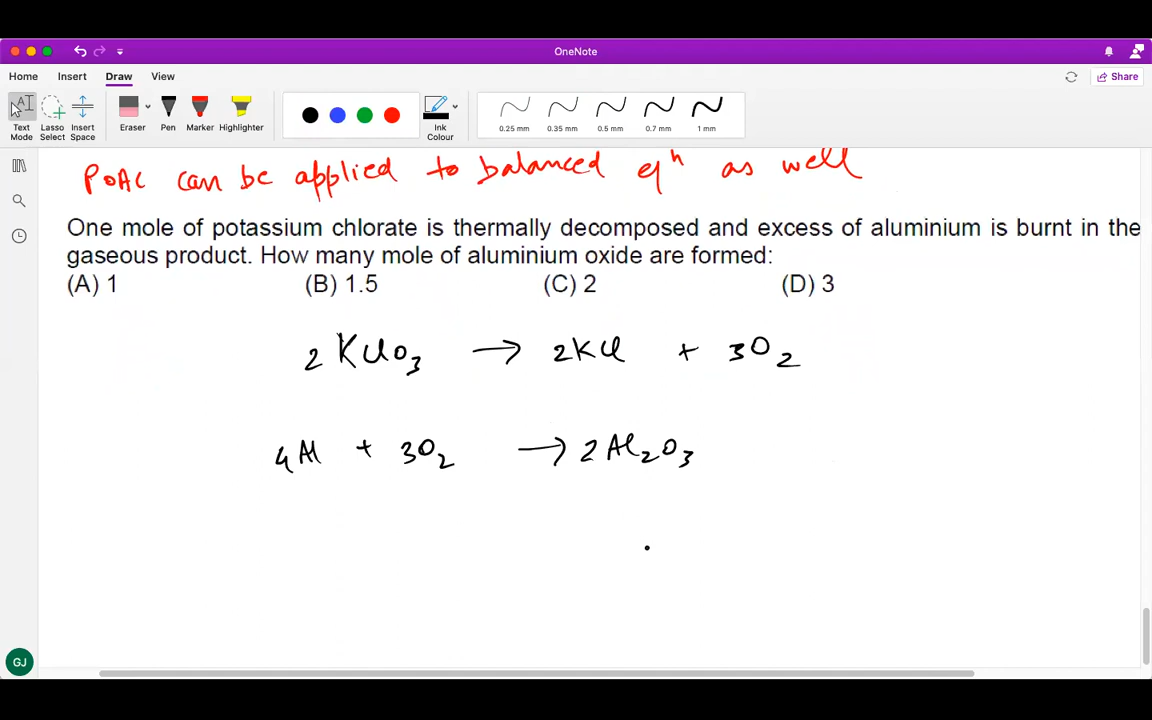 OneNote
Home Insert Draw View
Share
Text Mode
Lasso Select
Insert Space
Eraser
Pen
Marker
Highlighter
Ink Colour
0.25 mm 0.35 mm 0.5 mm 0.7 mm 1 mm
POAC can be applied to balanced eqⁿ as well
One mole of potassium chlorate is thermally decomposed and excess of aluminium is burnt in the
gaseous product. How many mole of aluminium oxide are formed:
(A) 1 (B) 1.5 (C) 2 (D) 3
2KClO₃ → 2KCl + 3O₂
4Al + 3O₂ → 2Al₂O₃
GJ